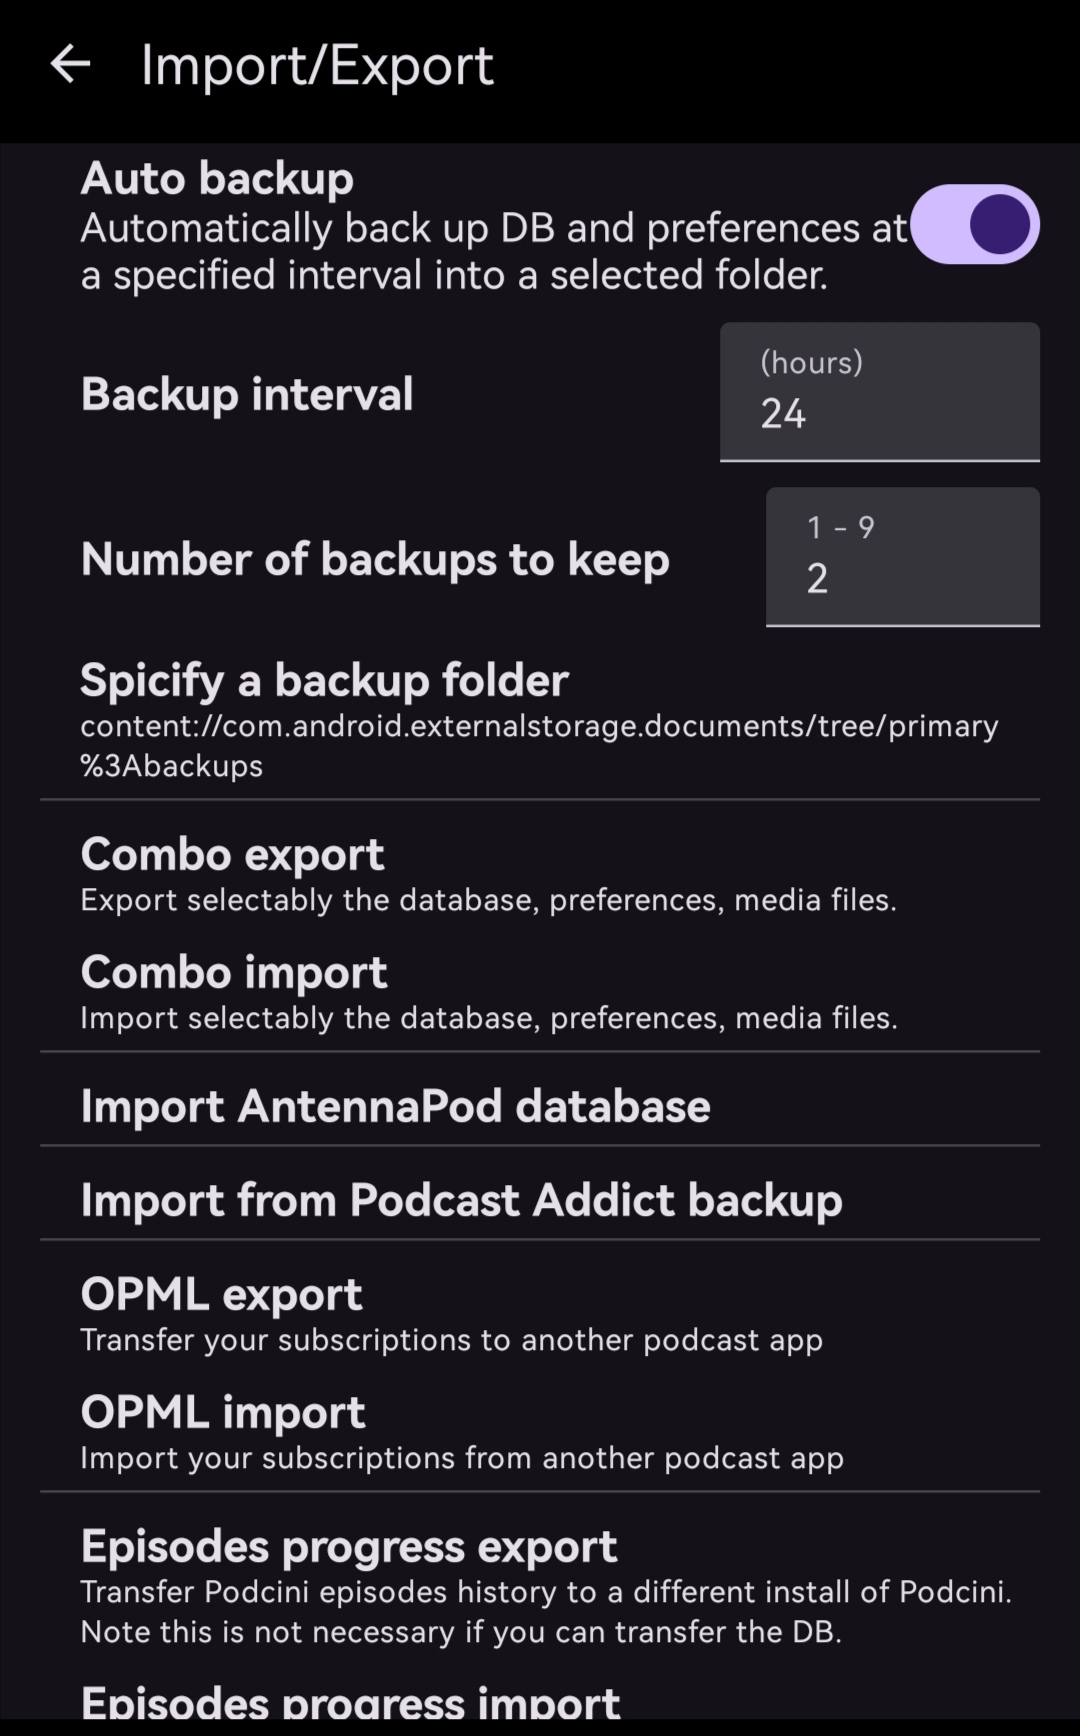 Import/Export
Auto backup
Automatically back up DB and preferences at
a specified interval into a selected folder.
(hours)
Backup interval
24
1 - 9
Number of backups to keep
2
Spicify a backup folder
content://com.android.externalstorage.documents/tree/primary
%3Abackups
Combo export
Export selectably the database, preferences, media files.
Combo import
Import selectably the database, preferences, media files.
Import AntennaPod database
Import from Podcast Addict backup
OPML export
Transfer your subscriptions to another podcast app
OPML import
Import your subscriptions from another podcast app
Episodes progress export
Transfer Podcini episodes history to a different install of Podcini.
Note this is not necessary if you can transfer the DB.
Episodes progress import